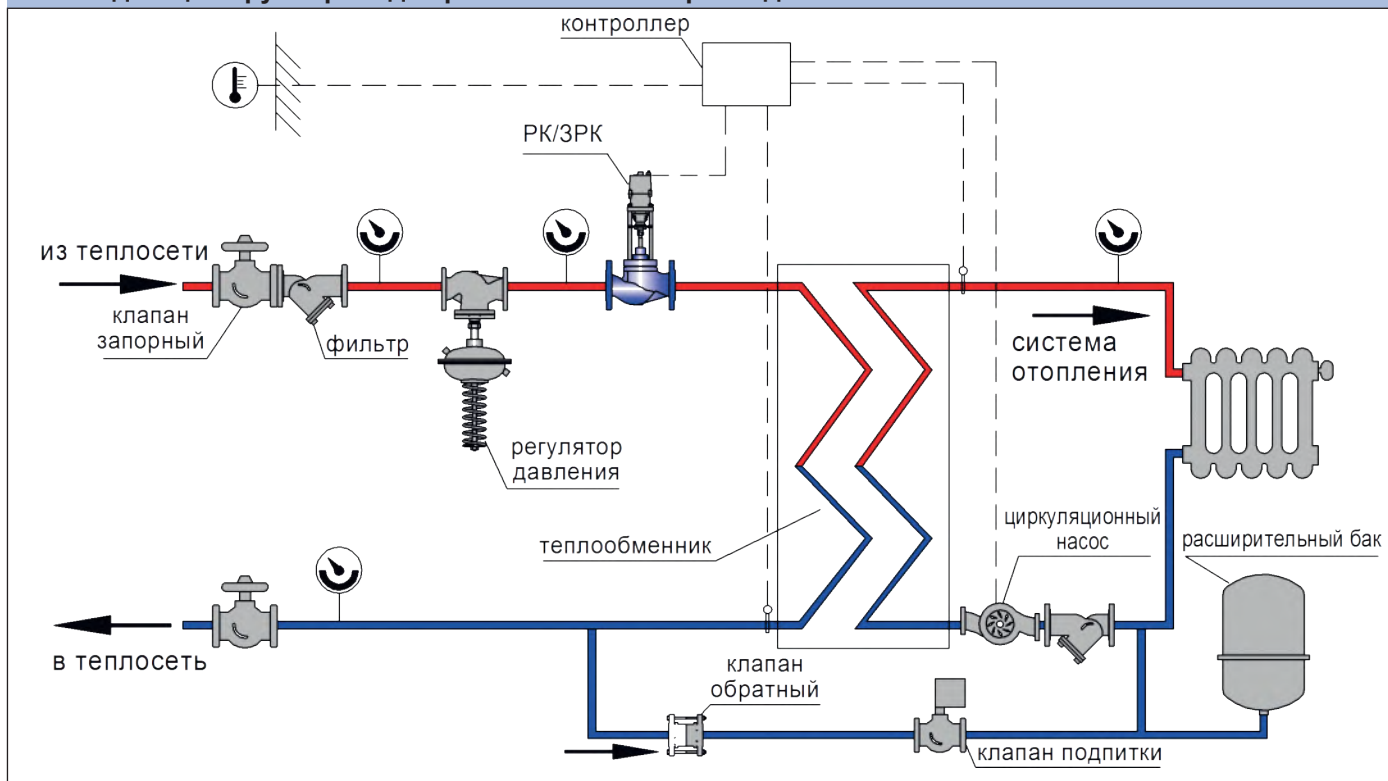 контроллер
РК/ЗРК
из теплосети
клапан
запорный
фильтр
регулятор
давления
система
отопления
теплообменник
циркуляционный
насос
расширительный бак
в теплосеть
клапан
обратный
клапан подпитки